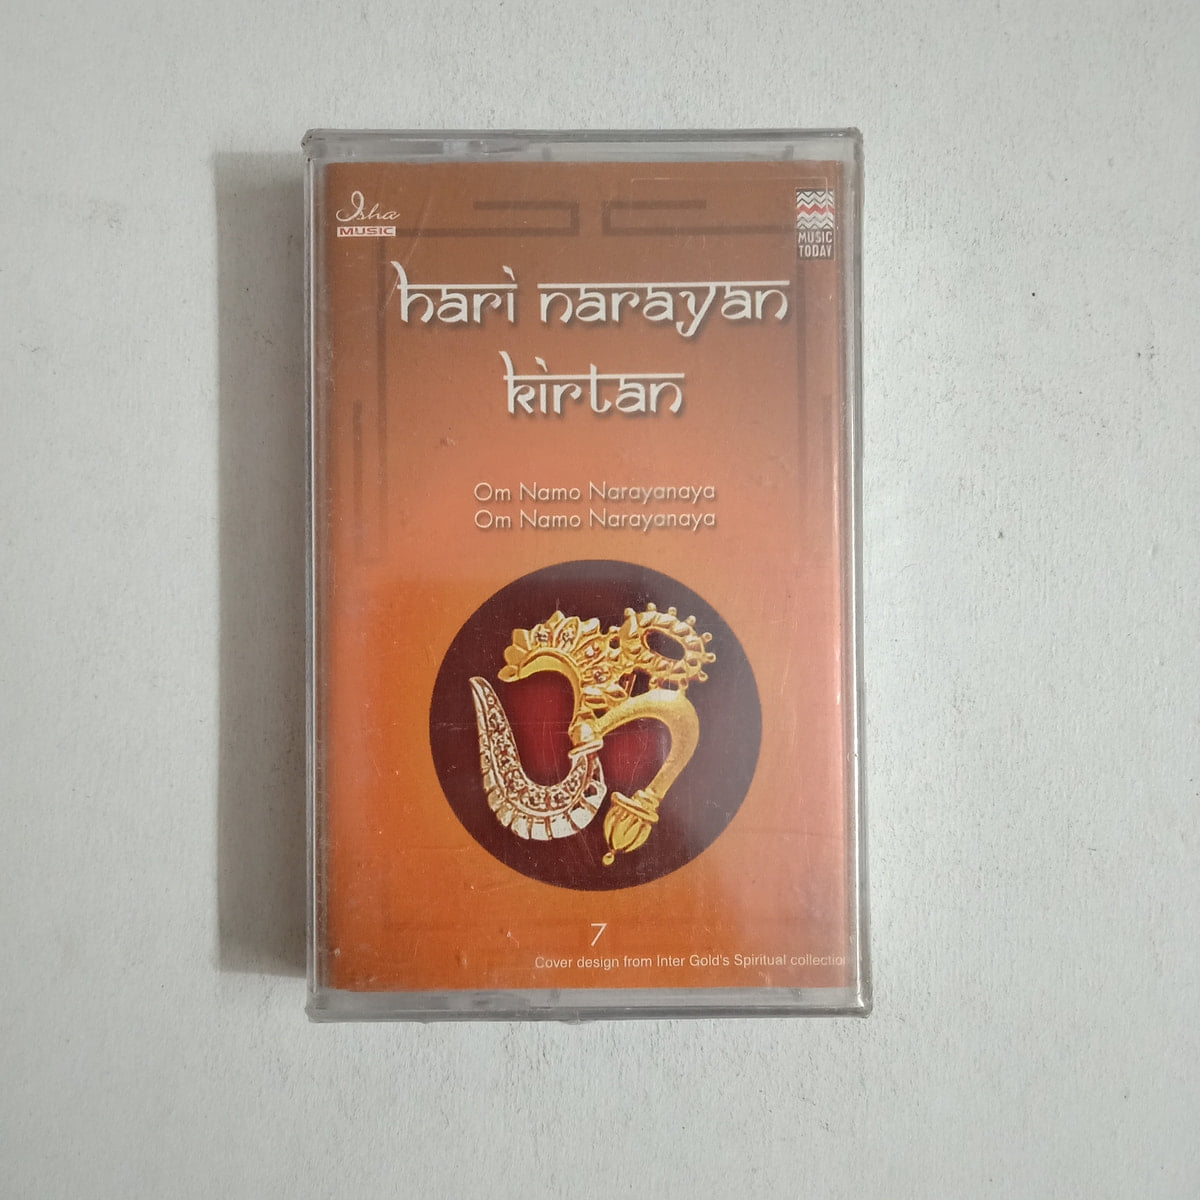 Isha
MUSIC
MUSIC
TODAY
hari narayan
kirtan
Om Namo Narayanaya
Om Namo Narayanaya
7
Cover design from Inter Gold's Spiritual collectio